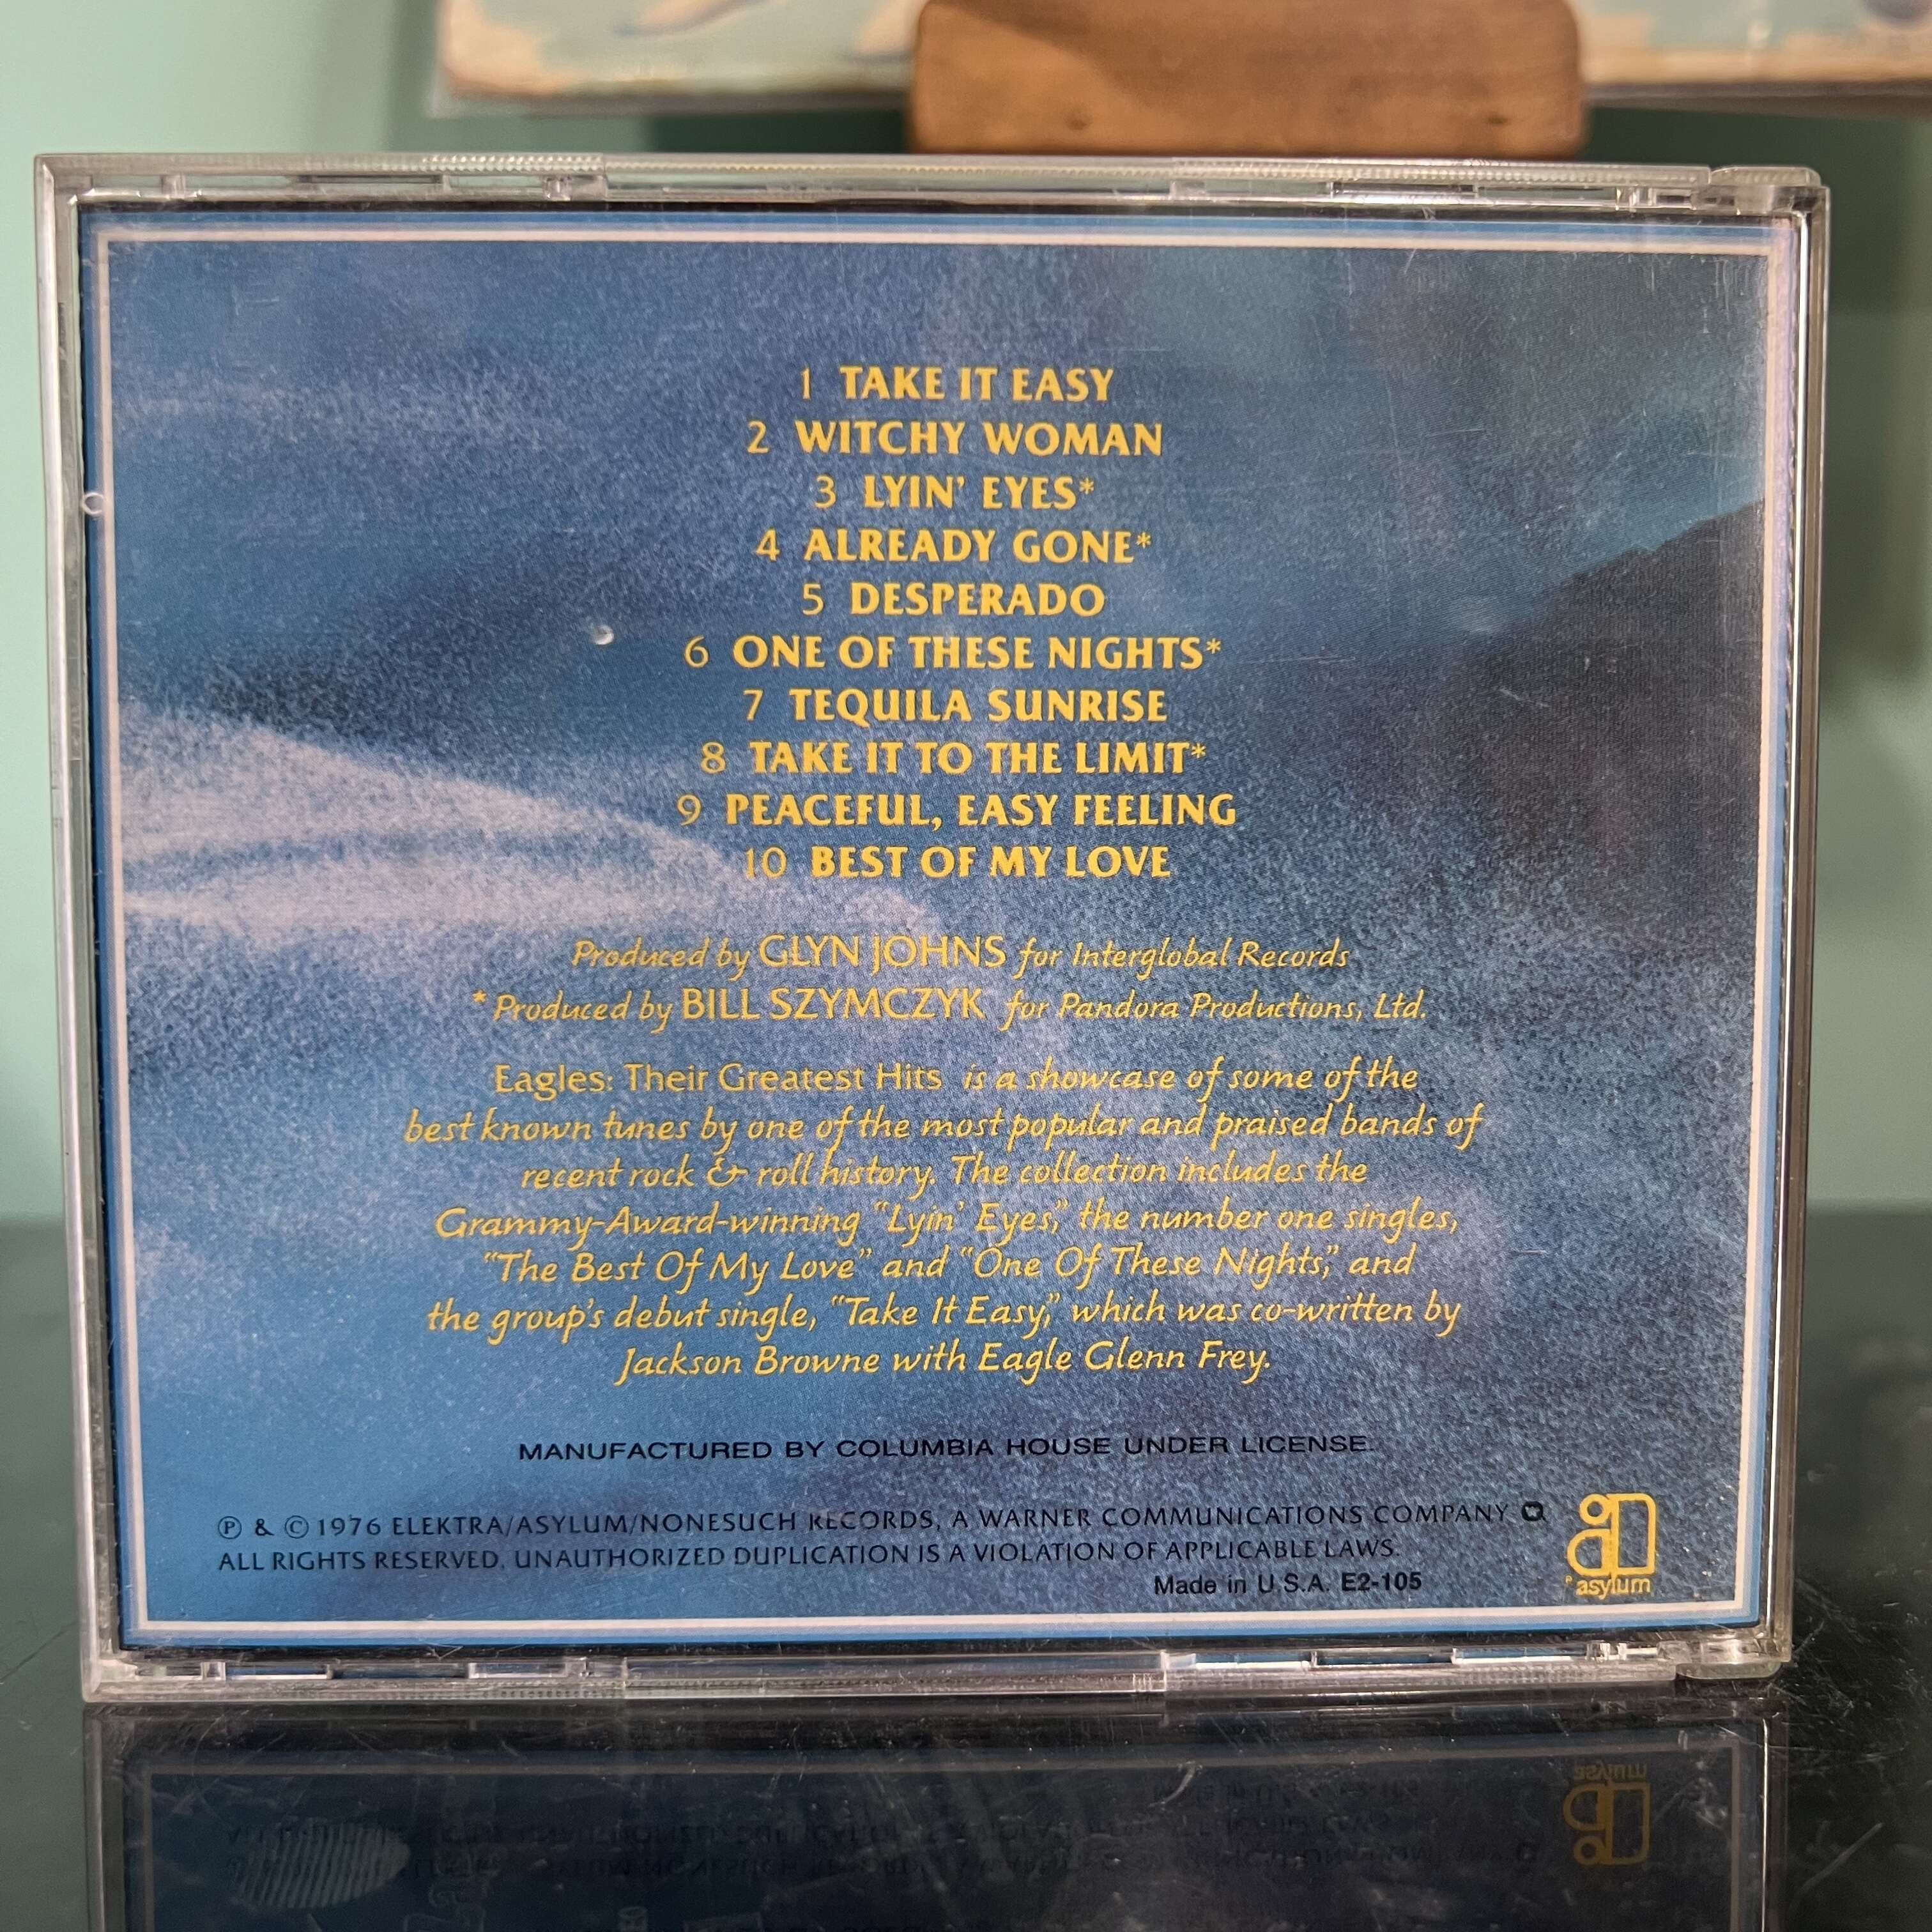 1 TAKE IT EASY
2 WITCHY WOMAN
3 LYIN' EYES*
4 ALREADY GONE*
5 DESPERADO
6 ONE OF THESE NIGHTS*
7 TEQUILA SUNRISE
8 TAKE IT TO THE LIMIT*
9 PEACEFUL, EASY FEELING
10 BEST OF MY LOVE
Produced by GLYN JOHNS for Interglobal Records
* Produced by BILL SZYMCZYK for Pandora Productions, Ltd.
Eagles: Their Greatest Hits is a showcase of some of the
best known tunes by one of the most popular and praised bands of
recent rock & roll history. The collection includes the
Grammy-Award-winning "Lyin' Eyes," the number one singles,
"The Best Of My Love" and "One Of These Nights," and
the group's debut single, "Take It Easy," which was co-written by
Jackson Browne with Eagle Glenn Frey.
MANUFACTURED BY COLUMBIA HOUSE UNDER LICENSE.
℗ & © 1976 ELEKTRA/ASYLUM/NONESUCH RECORDS, A WARNER COMMUNICATIONS COMPANY
ALL RIGHTS RESERVED. UNAUTHORIZED DUPLICATION IS A VIOLATION OF APPLICABLE LAWS.
Made in U.S.A. E2-105
asylum